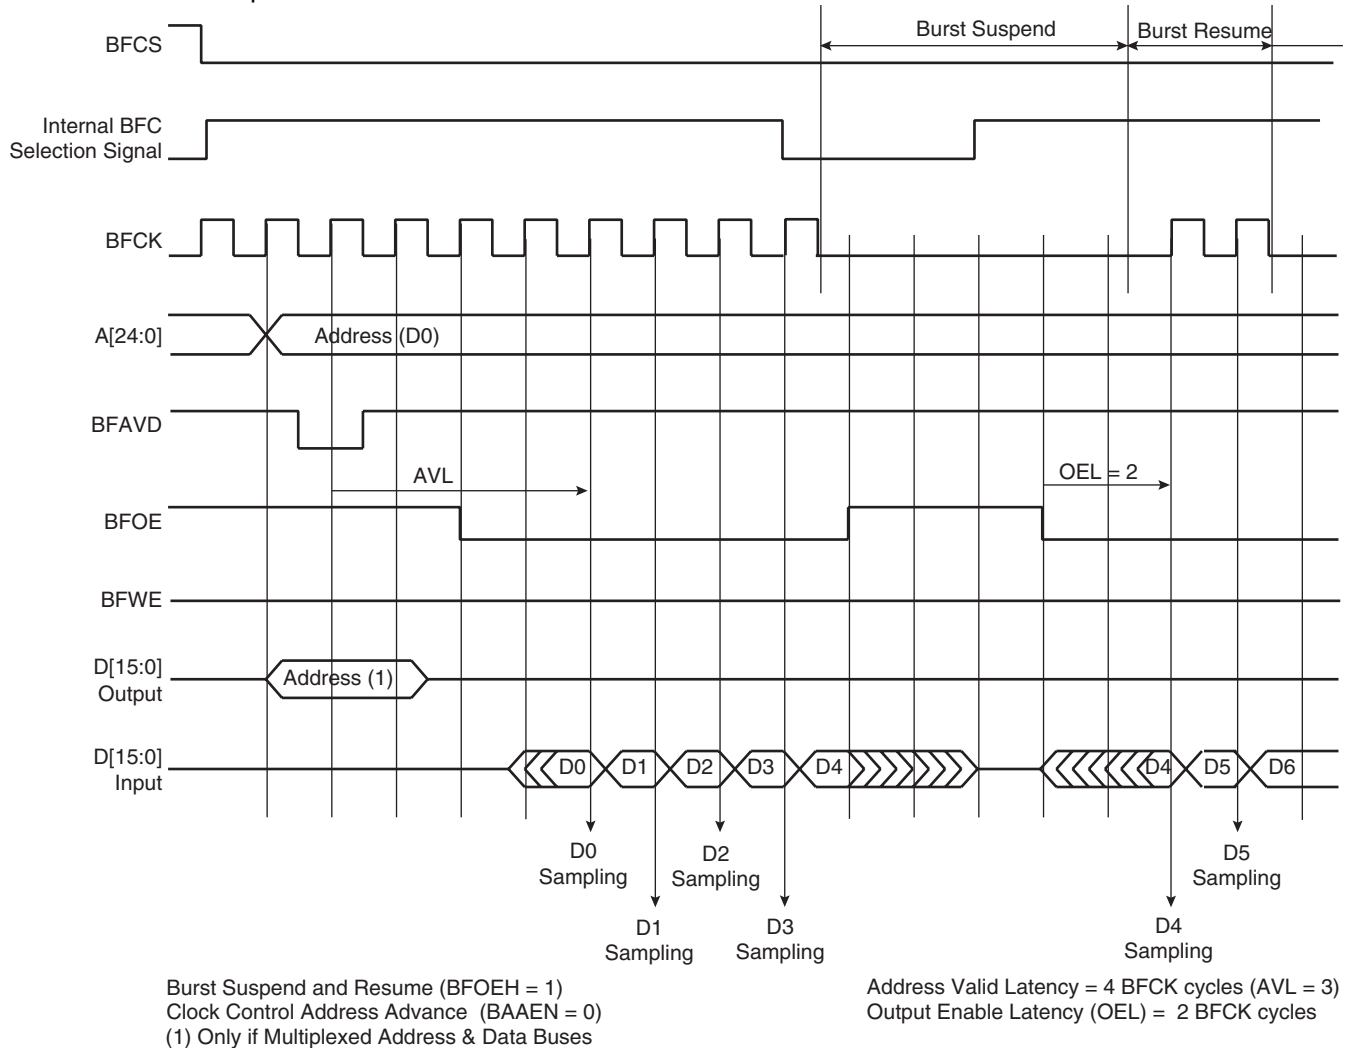 Burst Suspend
Burst Resume
BFCS
Internal BFC
Selection Signal
BFCK
A[24:0]
Address (D0)
BFAVD
AVL
OEL = 2
BFOE
BFWE
D[15:0]
Output
Address (1)
D[15:0]
Input
D0
D1
D2
D3
D4
D4
D5
D6
D0
Sampling
D2
Sampling
D5
Sampling
D1
Sampling
D3
Sampling
D4
Sampling
Burst Suspend and Resume (BFOEH = 1)
Clock Control Address Advance (BAAEN = 0)
(1) Only if Multiplexed Address & Data Buses
Address Valid Latency = 4 BFCK cycles (AVL = 3)
Output Enable Latency (OEL) = 2 BFCK cycles